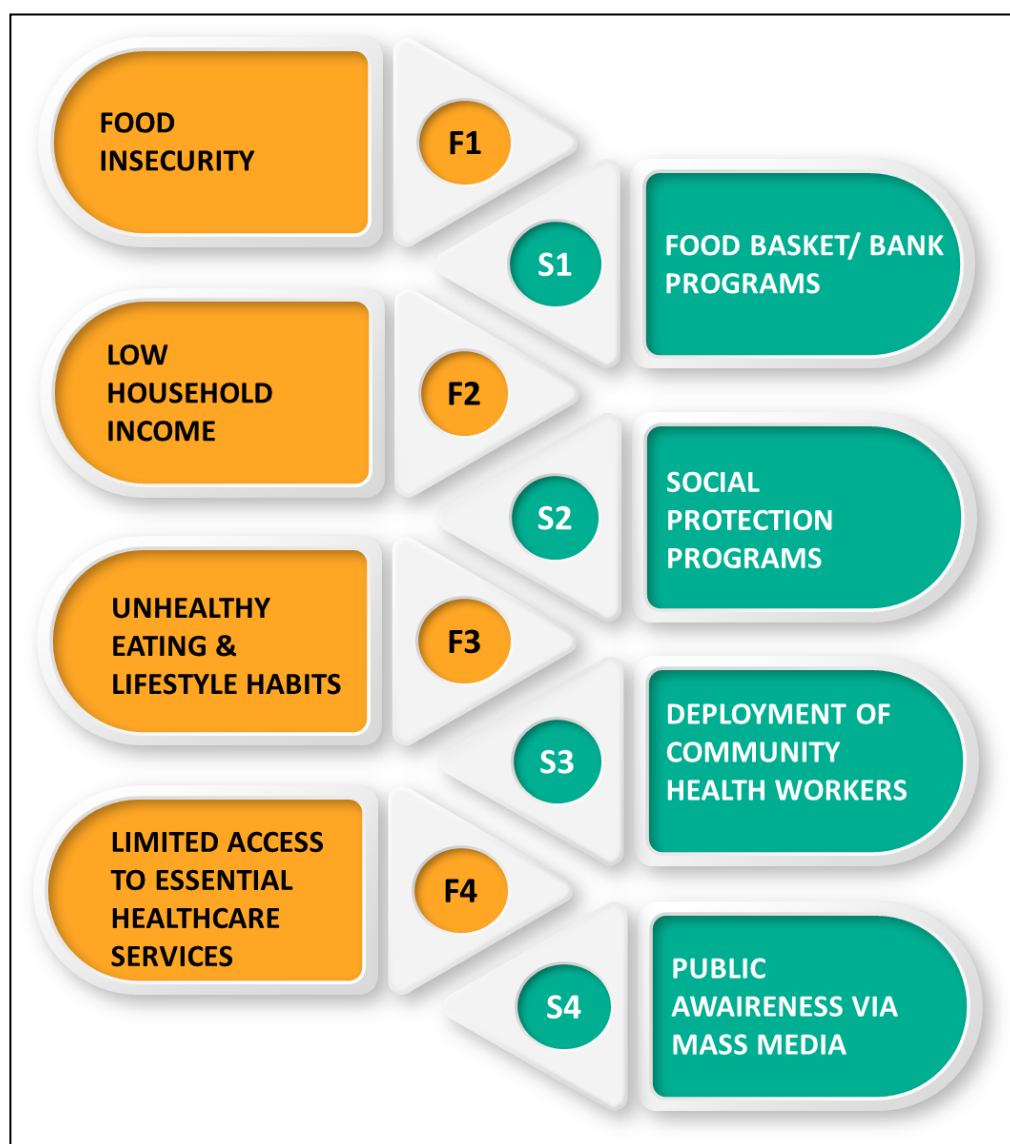 FOOD
INSECURITY
F1
S1
FOOD BASKET/ BANK
PROGRAMS
LOW
HOUSEHOLD
INCOME
F2
S2
SOCIAL
PROTECTION
PROGRAMS
UNHEALTHY
EATING &
LIFESTYLE HABITS
F3
S3
DEPLOYMENT OF
COMMUNITY
HEALTH WORKERS
LIMITED ACCESS
TO ESSENTIAL
HEALTHCARE
SERVICES
F4
S4
PUBLIC
AWAIRENESS VIA
MASS MEDIA